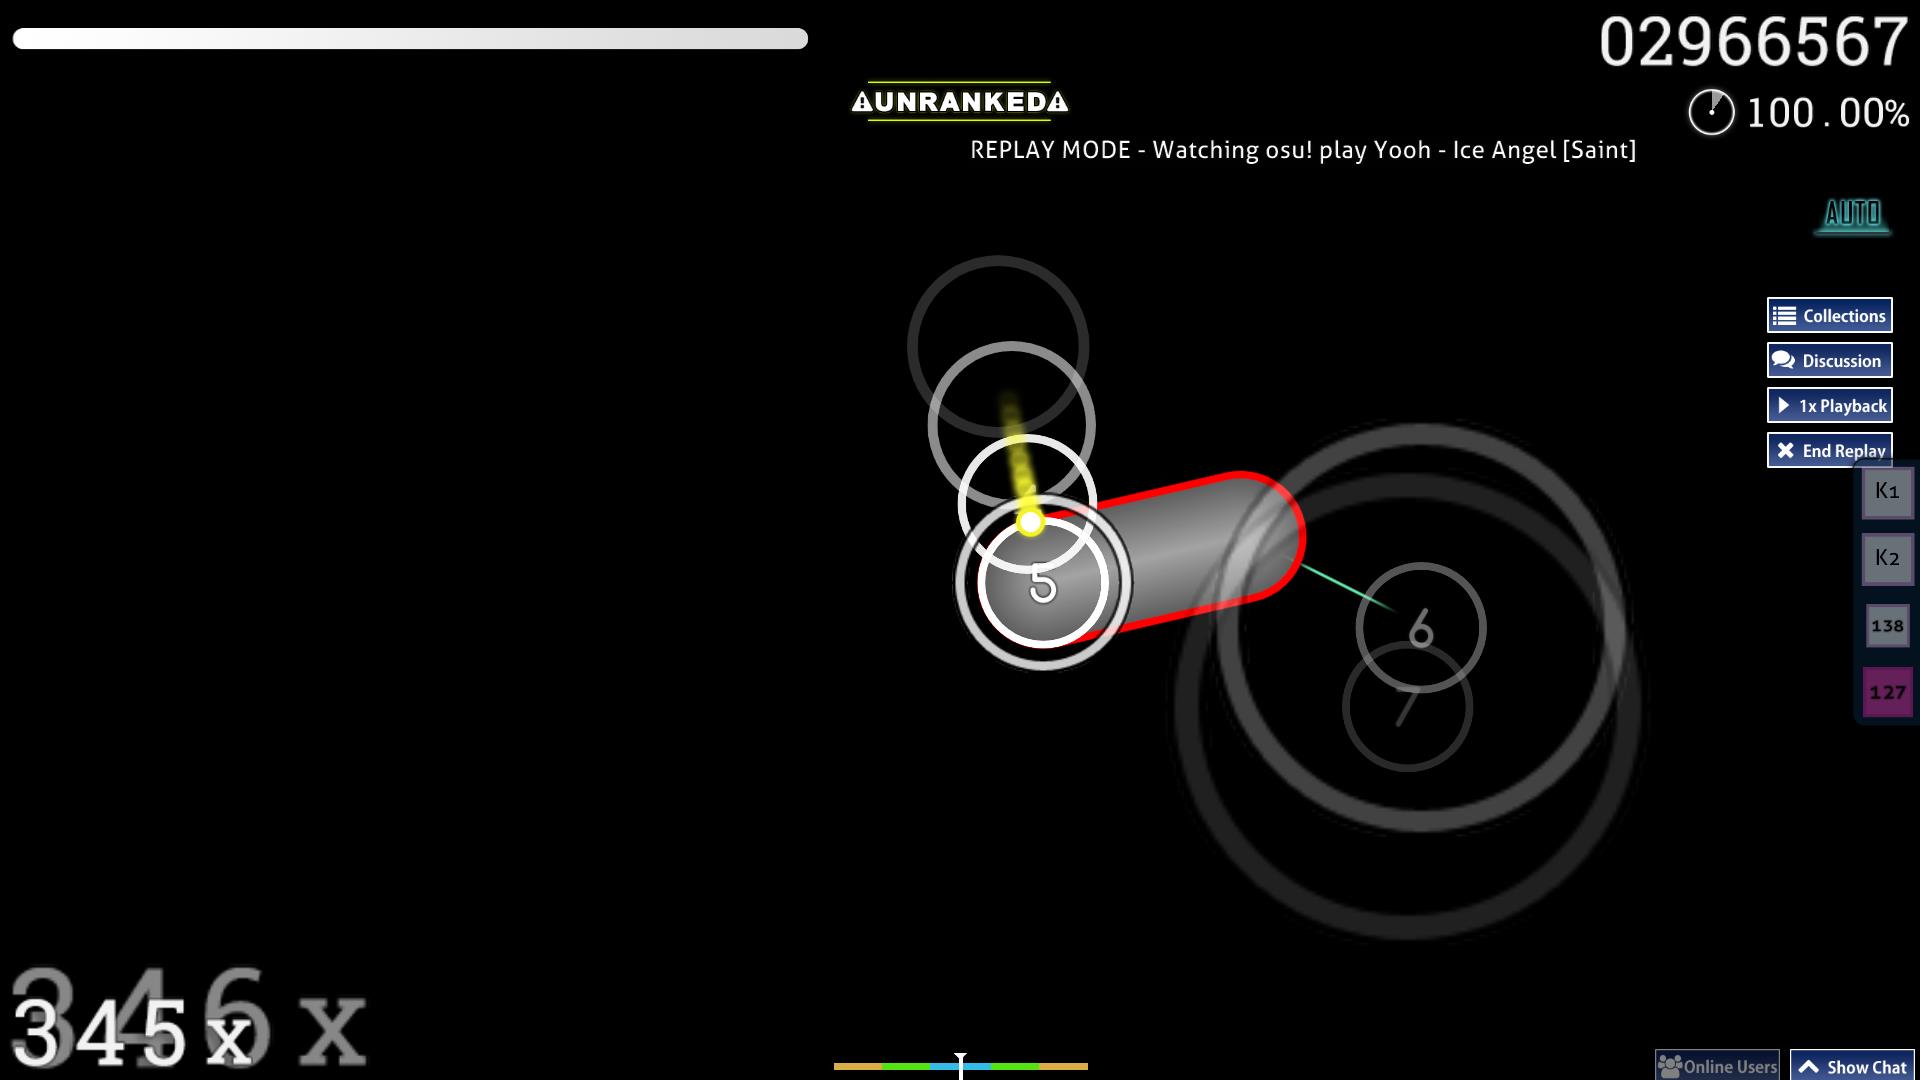 02966567
⚠UNRANKED⚠
100.00%
REPLAY MODE - Watching osu! play Yooh - Ice Angel [Saint]
AUTO
Collections
Discussion
1x Playback
End Replay
K1
K2
5
6
138
7
127
346x
345x
Online Users
Show Chat